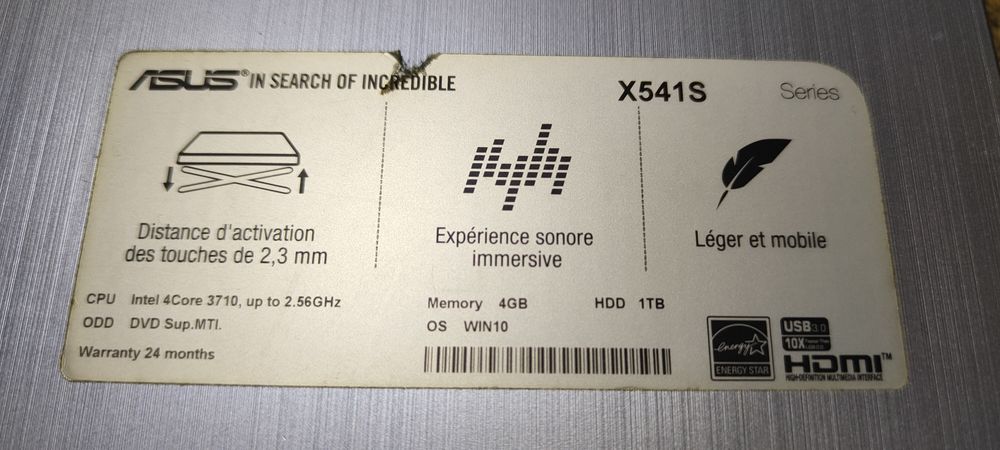 ASUS® IN SEARCH OF INCREDIBLE
X541S Series
Distance d'activation
des touches de 2,3 mm
Expérience sonore
immersive
Léger et mobile
CPU Intel 4Core 3710, up to 2.56GHz
ODD DVD Sup.MTI.
Warranty 24 months
Memory 4GB HDD 1TB
OS WIN10
energy
ENERGY STAR
USB 3.0
10X
HDMI™
HIGH-DEFINITION MULTIMEDIA INTERFACE